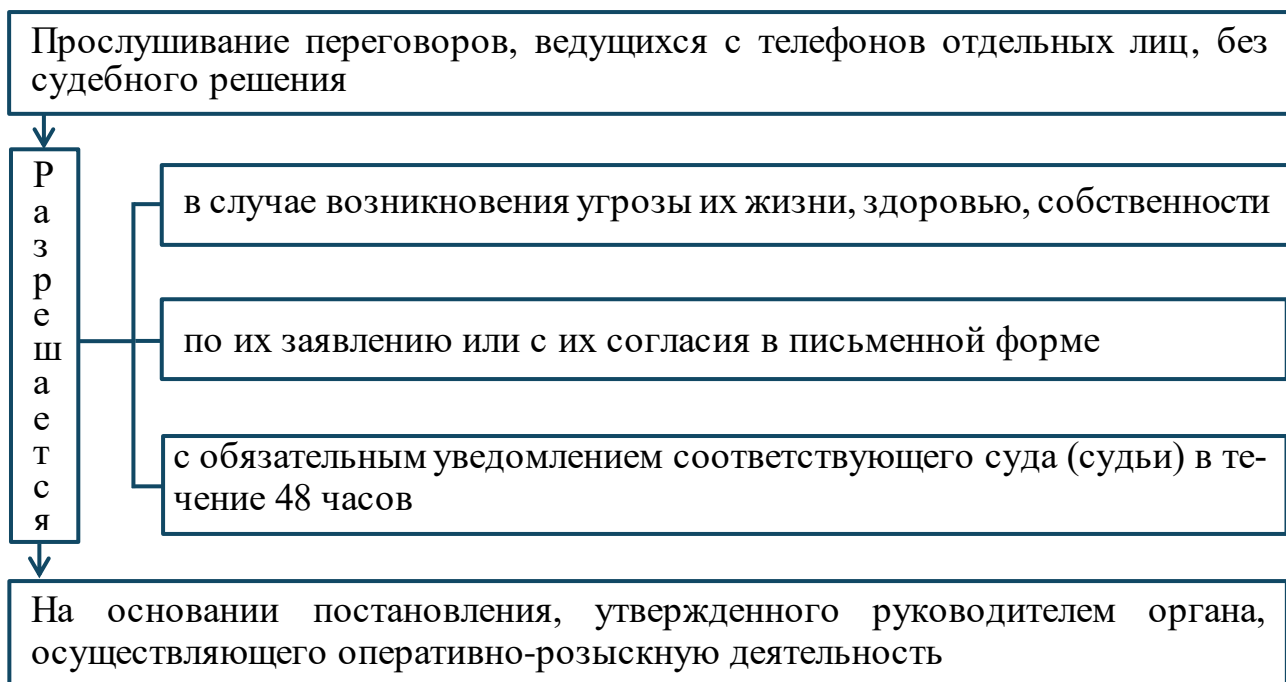 Прослушивание переговоров, ведущихся с телефонов отдельных лиц, без
судебного решения
Разрешается
в случае возникновения угрозы их жизни, здоровью, собственности
по их заявлению или с их согласия в письменной форме
с обязательным уведомлением соответствующего суда (судьи) в те-
чение 48 часов
На основании постановления, утвержденного руководителем органа,
осуществляющего оперативно-розыскную деятельность